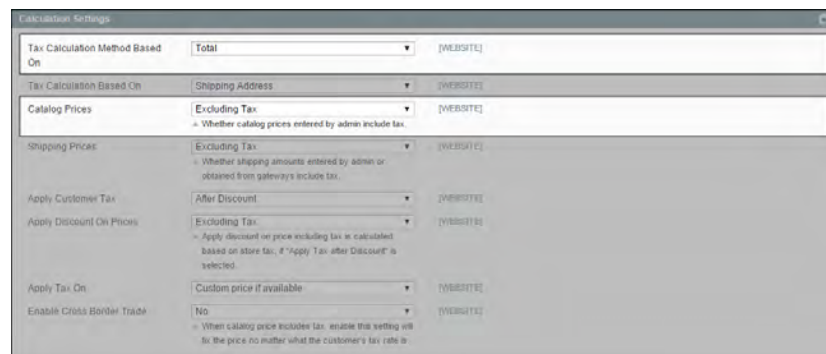 Calculation Settings
Tax Calculation Method Based On
Total
[WEBSITE]
Tax Calculation Based On
Shipping Address
[WEBSITE]
Catalog Prices
Excluding Tax
[WEBSITE]
Whether catalog prices entered by admin include tax.
Shipping Prices
Excluding Tax
[WEBSITE]
Whether shipping amounts entered by admin or
obtained from gateways include tax.
Apply Customer Tax
After Discount
[WEBSITE]
Apply Discount On Prices
Excluding Tax
[WEBSITE]
Apply discount on price including tax is calculated
based on store tax, if "Apply Tax after Discount" is
selected.
Apply Tax On
Custom price if available
[WEBSITE]
Enable Cross Border Trade
No
[WEBSITE]
When catalog price includes tax, enable this setting will
fix the price no matter what the customer's tax rate is.